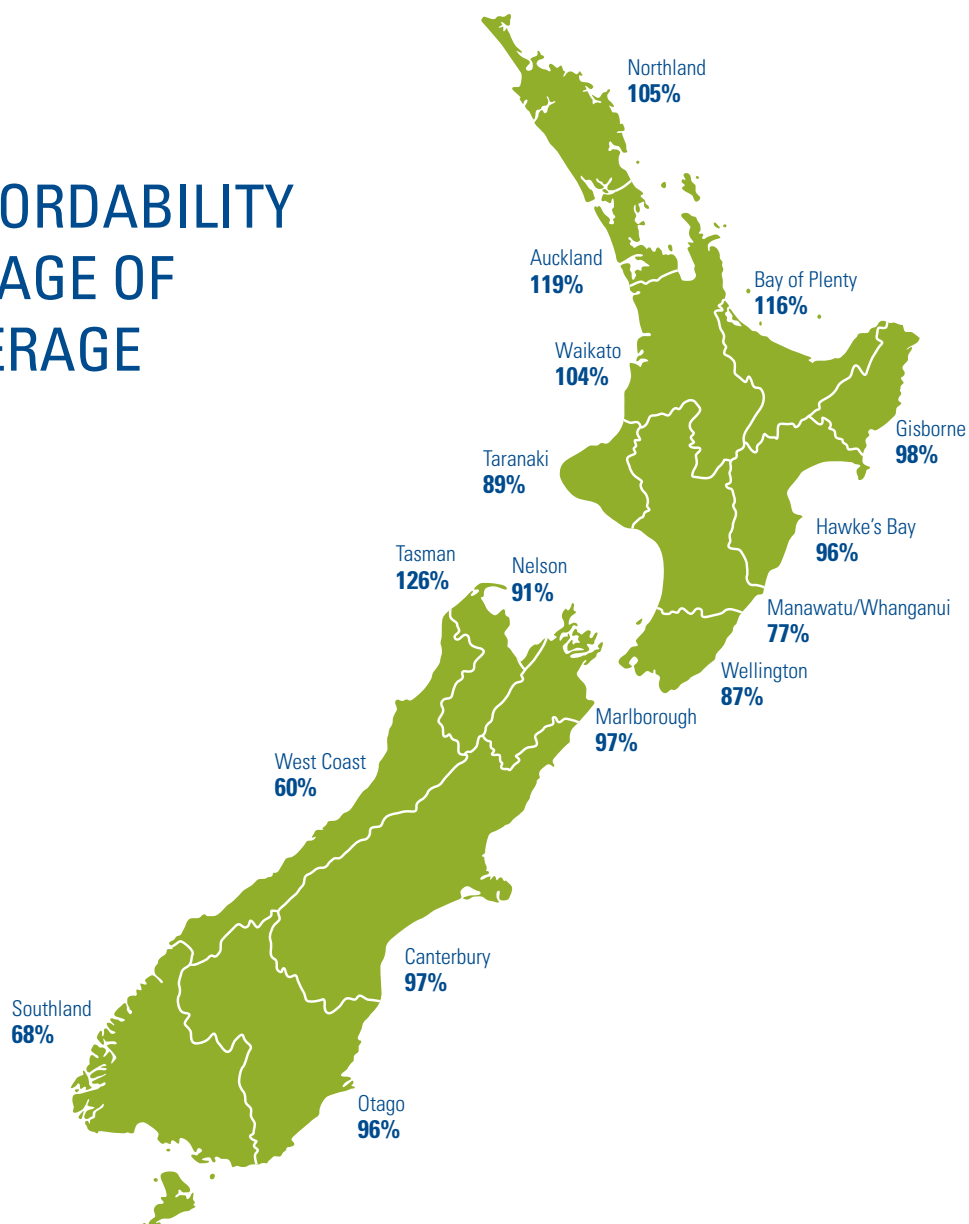 ORDABILITY
AGE OF
ERAGE
Northland
105%
Auckland
119%
Bay of Plenty
116%
Waikato
104%
Gisborne
98%
Taranaki
89%
Hawke's Bay
96%
Tasman
126%
Nelson
91%
Manawatu/Whanganui
77%
Wellington
87%
Marlborough
97%
West Coast
60%
Canterbury
97%
Southland
68%
Otago
96%